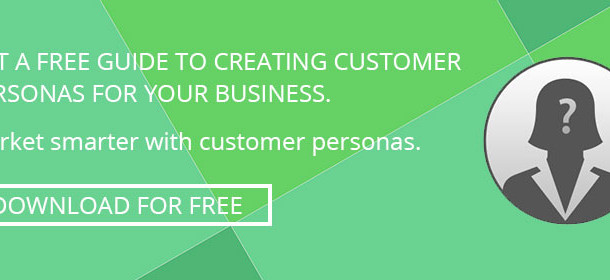 T A FREE GUIDE TO CREATING CUSTOMER
RSONAS FOR YOUR BUSINESS.
rket smarter with customer personas.
DOWNLOAD FOR FREE
?